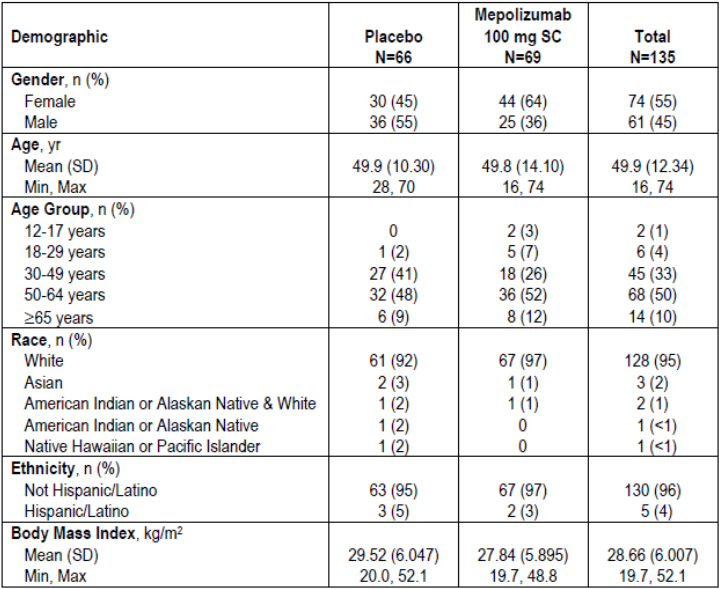 Demographic Placebo N=66 Mepolizumab 100 mg SC N=69 Total N=135
Gender, n (%)
Female 30 (45) 44 (64) 74 (55)
Male 36 (55) 25 (36) 61 (45)
Age, yr
Mean (SD) 49.9 (10.30) 49.8 (14.10) 49.9 (12.34)
Min, Max 28, 70 16, 74 16, 74
Age Group, n (%)
12-17 years 0 2 (3) 2 (1)
18-29 years 1 (2) 5 (7) 6 (4)
30-49 years 27 (41) 18 (26) 45 (33)
50-64 years 32 (48) 36 (52) 68 (50)
≥65 years 6 (9) 8 (12) 14 (10)
Race, n (%)
White 61 (92) 67 (97) 128 (95)
Asian 2 (3) 1 (1) 3 (2)
American Indian or Alaskan Native & White 1 (2) 1 (1) 2 (1)
American Indian or Alaskan Native 1 (2) 0 1 (<1)
Native Hawaiian or Pacific Islander 1 (2) 0 1 (<1)
Ethnicity, n (%)
Not Hispanic/Latino 63 (95) 67 (97) 130 (96)
Hispanic/Latino 3 (5) 2 (3) 5 (4)
Body Mass Index, kg/m²
Mean (SD) 29.52 (6.047) 27.84 (5.895) 28.66 (6.007)
Min, Max 20.0, 52.1 19.7, 48.8 19.7, 52.1